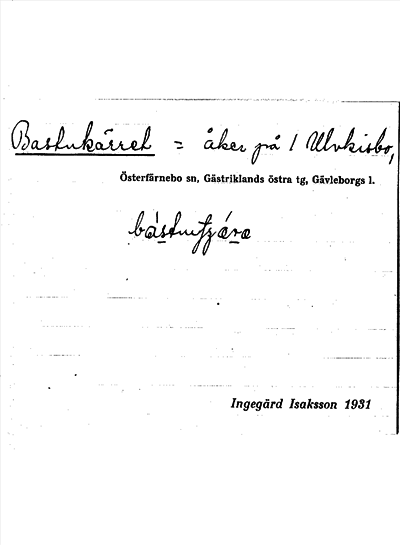 Bastukärret = åker på 1 Ulvkisbo,
Österfärnebo sn, Gästriklands östra tg, Gävleborgs l.
Ingegärd Isaksson 1931